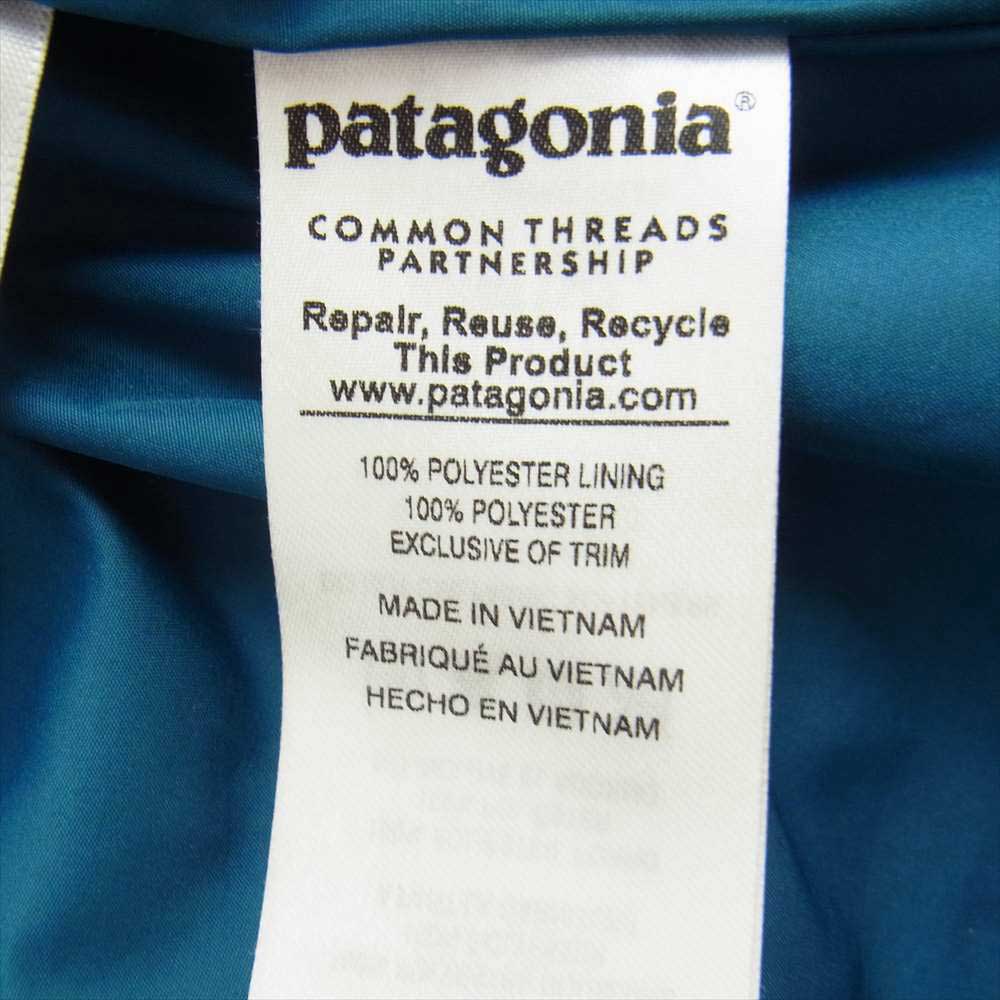 patagonia®
COMMON THREADS
PARTNERSHIP
Repair, Reuse, Recycle
This Product
www.patagonia.com
100% POLYESTER LINING
100% POLYESTER
EXCLUSIVE OF TRIM
MADE IN VIETNAM
FABRIQUÉ AU VIETNAM
HECHO EN VIETNAM